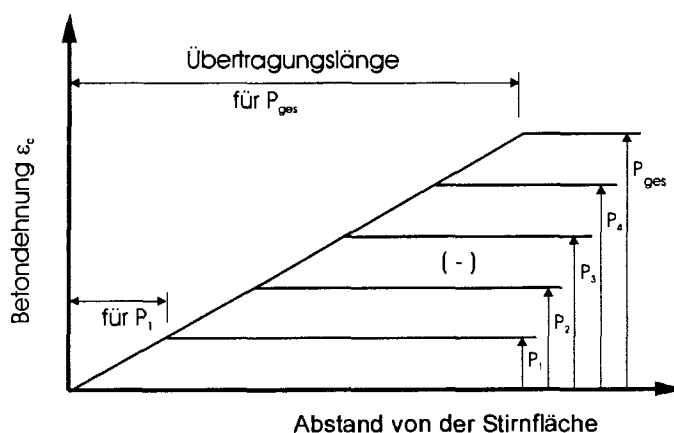 Übertragungslänge
für P_ges
Betondehnung ε_c
P_ges
P_4
(-)
P_3
für P_1
P_2
P_1
Abstand von der Stirnfläche